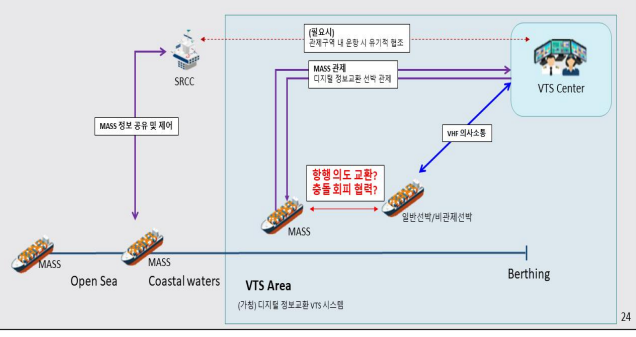 (필요시)
관제구역 내 운항 시 유기적 협조
SRCC
MASS 관제
디지털 정보교환 선박 관제
VTS Center
MASS 정보 공유 및 제어
VHF 의사소통
항행 의도 교환?
충돌 회피 협력?
일반선박/비관제선박
MASS
MASS
MASS
Open Sea
Coastal waters
VTS Area
Berthing
(가칭) 디지털 정보교환 VTS 시스템
24